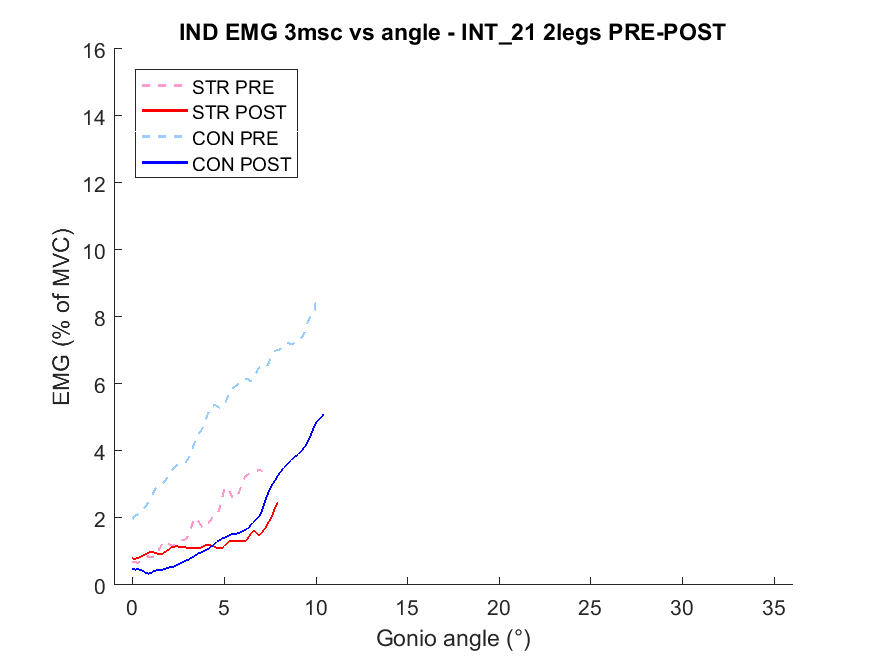 IND EMG 3msc vs angle - INT_21 2legs PRE-POST
16
14
12
10
8
6
4
2
0
EMG (% of MVC)
STR PRE
STR POST
CON PRE
CON POST
0 5 10 15 20 25 30 35
Gonio angle (°)